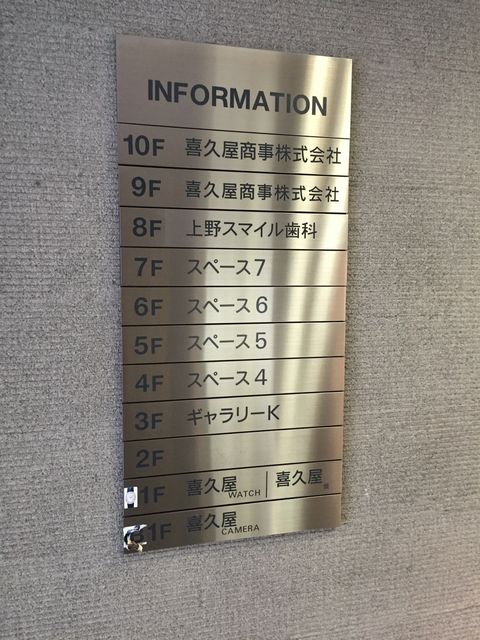 INFORMATION
10F 喜久屋商事株式会社
9F 喜久屋商事株式会社
8F 上野スマイル歯科
7F スペース7
6F スペース6
5F スペース5
4F スペース4
3F ギャラリーK
2F
1F 喜久屋 WATCH | 喜久屋
B1F 喜久屋 CAMERA